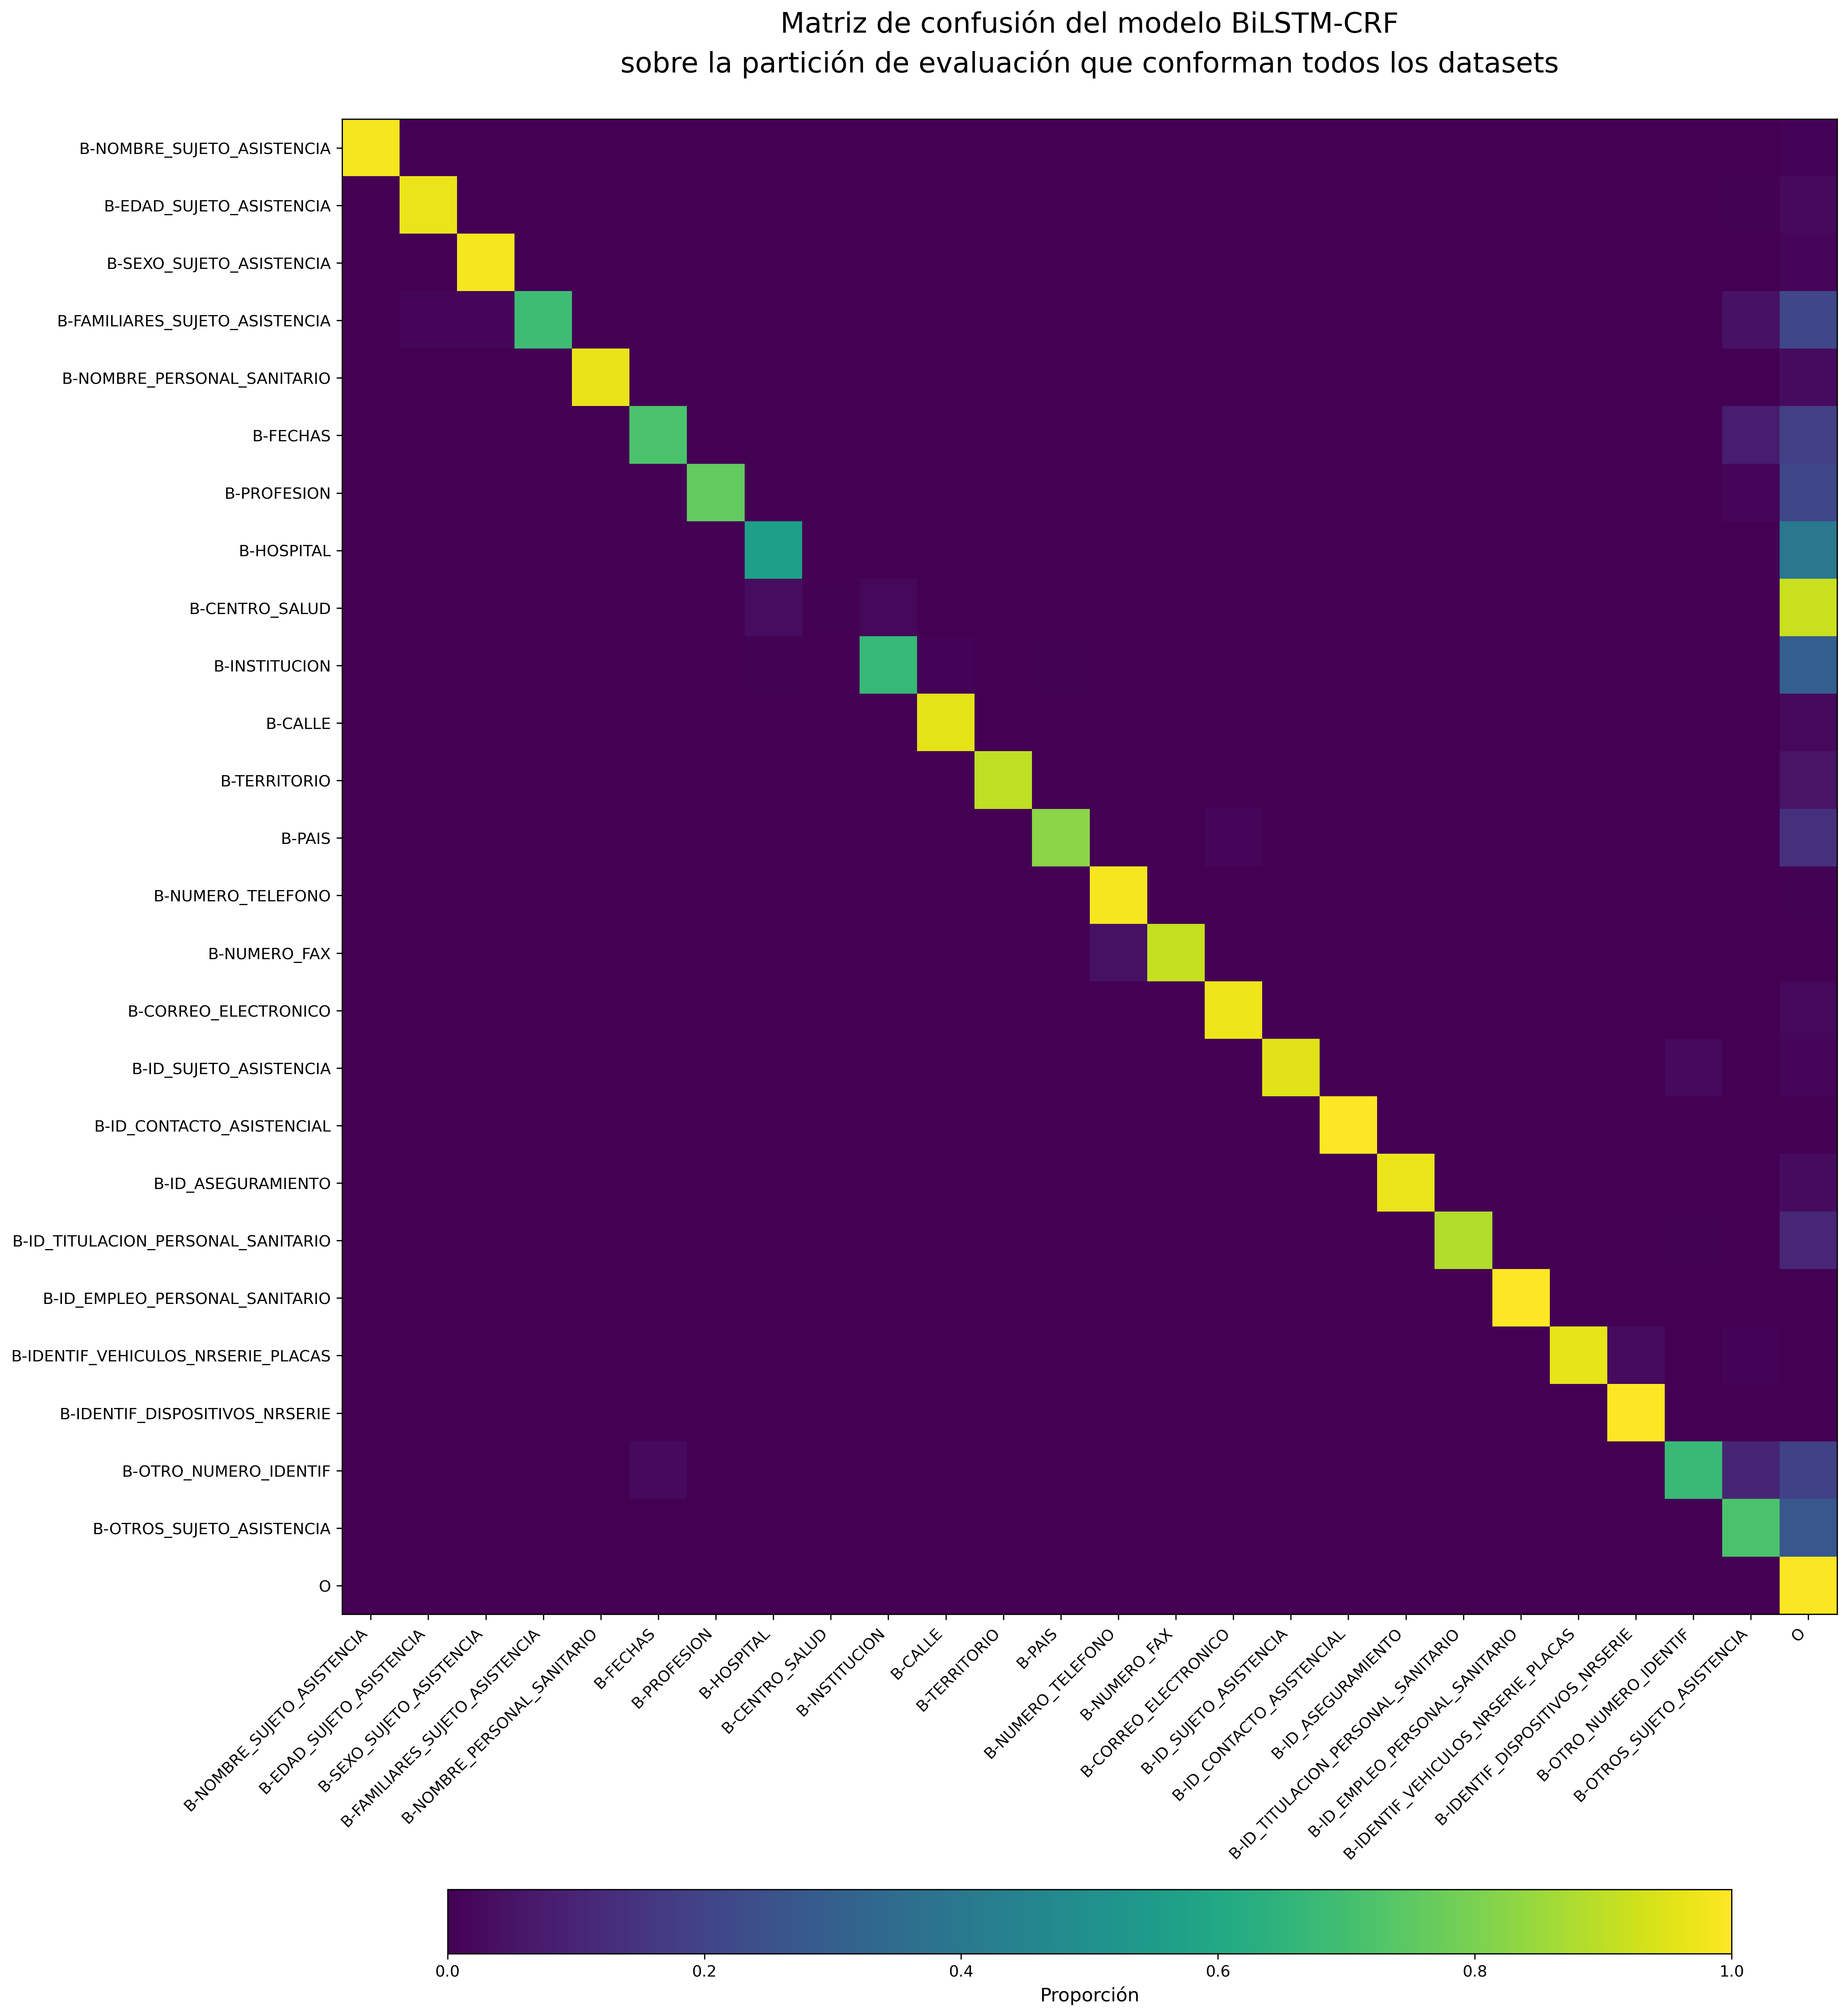 Matriz de confusión del modelo BiLSTM-CRF
sobre la partición de evaluación que conforman todos los datasets
B-NOMBRE_SUJETO_ASISTENCIA
B-EDAD_SUJETO_ASISTENCIA
B-SEXO_SUJETO_ASISTENCIA
B-FAMILIARES_SUJETO_ASISTENCIA
B-NOMBRE_PERSONAL_SANITARIO
B-FECHAS
B-PROFESION
B-HOSPITAL
B-CENTRO_SALUD
B-INSTITUCION
B-CALLE
B-TERRITORIO
B-PAIS
B-NUMERO_TELEFONO
B-NUMERO_FAX
B-CORREO_ELECTRONICO
B-ID_SUJETO_ASISTENCIA
B-ID_CONTACTO_ASISTENCIAL
B-ID_ASEGURAMIENTO
B-ID_TITULACION_PERSONAL_SANITARIO
B-ID_EMPLEO_PERSONAL_SANITARIO
B-IDENTIF_VEHICULOS_NRSERIE_PLACAS
B-IDENTIF_DISPOSITIVOS_NRSERIE
B-OTRO_NUMERO_IDENTIF
B-OTROS_SUJETO_ASISTENCIA
O
B-NOMBRE_SUJETO_ASISTENCIA
B-EDAD_SUJETO_ASISTENCIA
B-SEXO_SUJETO_ASISTENCIA
B-FAMILIARES_SUJETO_ASISTENCIA
B-NOMBRE_PERSONAL_SANITARIO
B-FECHAS
B-PROFESION
B-HOSPITAL
B-CENTRO_SALUD
B-INSTITUCION
B-CALLE
B-TERRITORIO
B-PAIS
B-NUMERO_TELEFONO
B-NUMERO_FAX
B-CORREO_ELECTRONICO
B-ID_SUJETO_ASISTENCIA
B-ID_CONTACTO_ASISTENCIAL
B-ID_ASEGURAMIENTO
B-ID_TITULACION_PERSONAL_SANITARIO
B-ID_EMPLEO_PERSONAL_SANITARIO
B-IDENTIF_VEHICULOS_NRSERIE_PLACAS
B-IDENTIF_DISPOSITIVOS_NRSERIE
B-OTRO_NUMERO_IDENTIF
B-OTROS_SUJETO_ASISTENCIA
O
0.0 0.2 0.4 0.6 0.8 1.0
Proporción